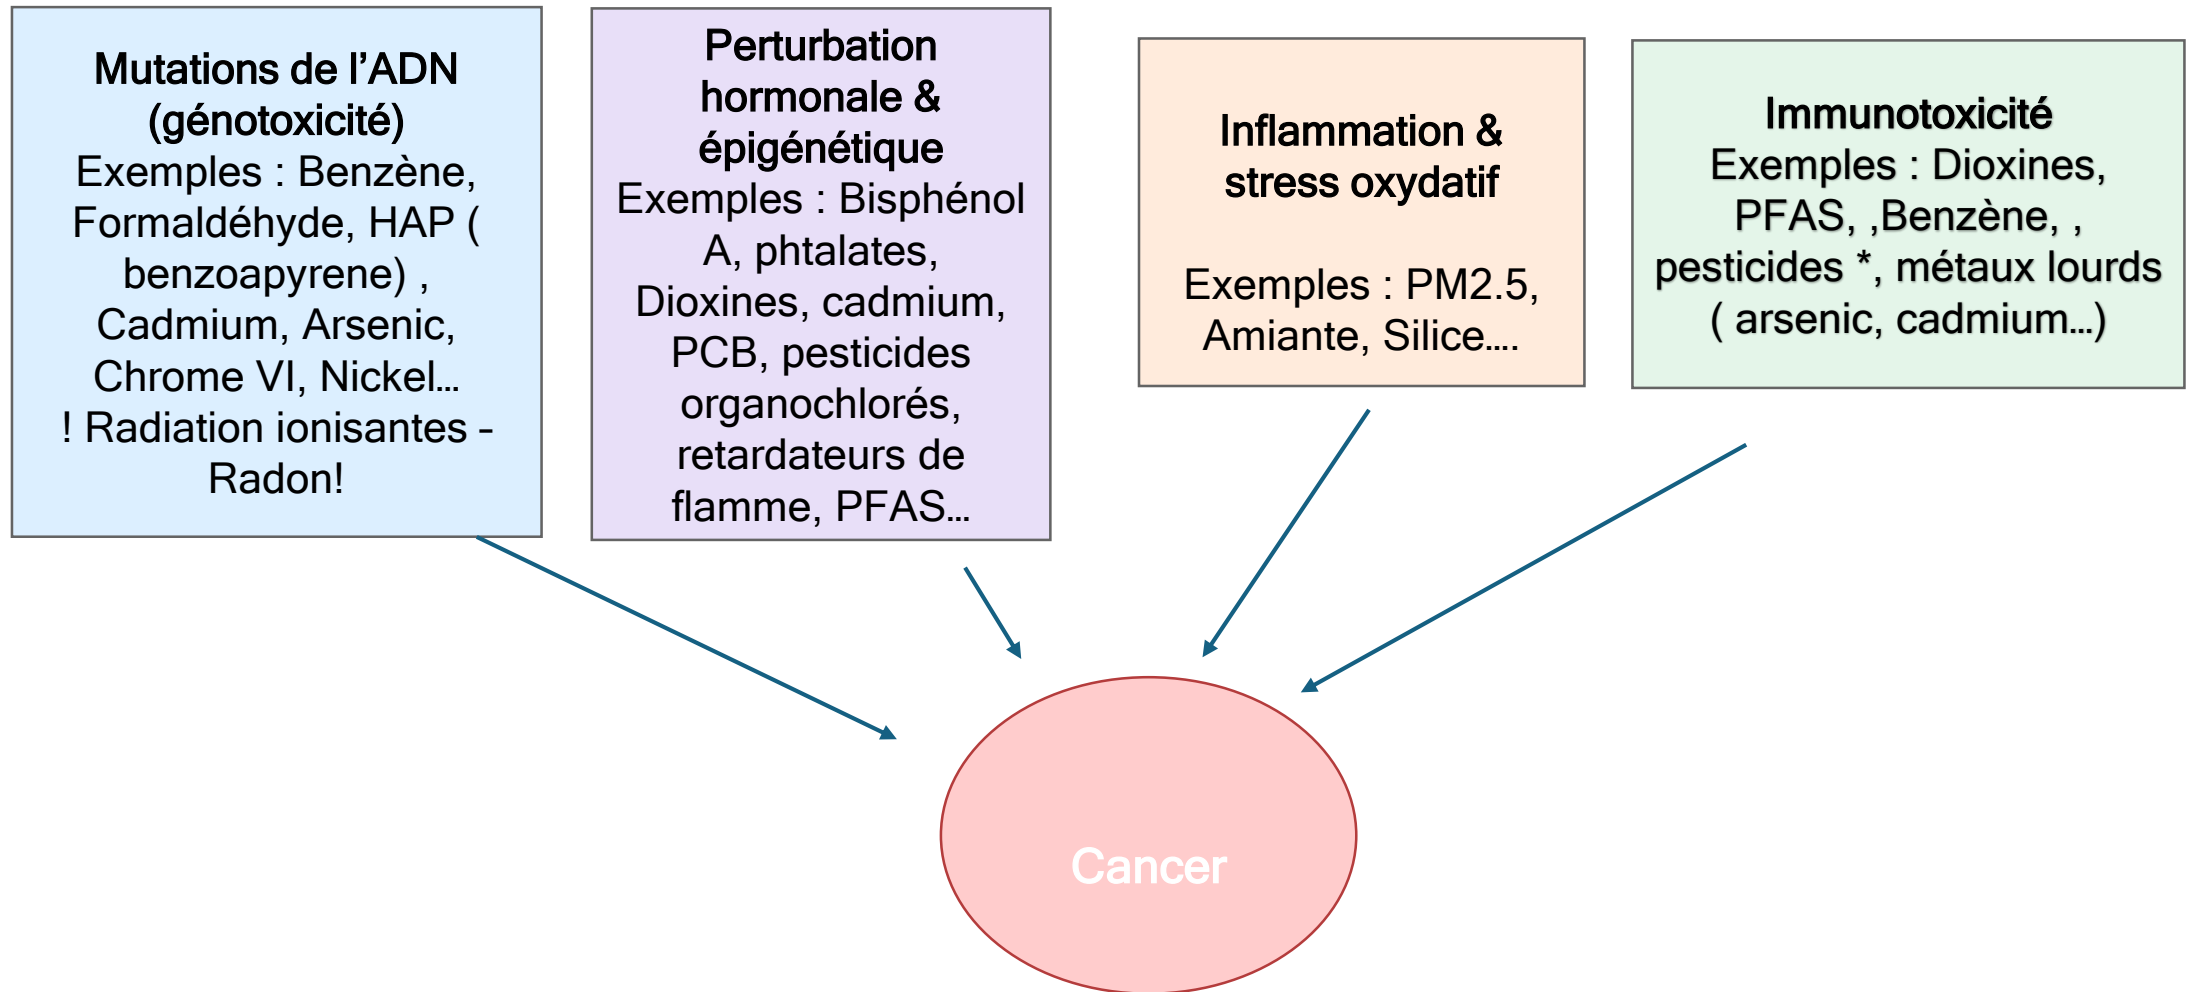 Mutations de l’ADN
(génotoxicité)
Exemples : Benzène,
Formaldéhyde, HAP (
benzoapyrene) ,
Cadmium, Arsenic,
Chrome VI, Nickel…
! Radiation ionisantes –
Radon!
Perturbation
hormonale &
épigénétique
Exemples : Bisphénol
A, phtalates,
Dioxines, cadmium,
PCB, pesticides
organochlorés,
retardateurs de
flamme, PFAS…
Inflammation &
stress oxydatif
Exemples : PM2.5,
Amiante, Silice….
Immunotoxicité
Exemples : Dioxines,
PFAS, ,Benzène, ,
pesticides *, métaux lourds
( arsenic, cadmium…)
Cancer